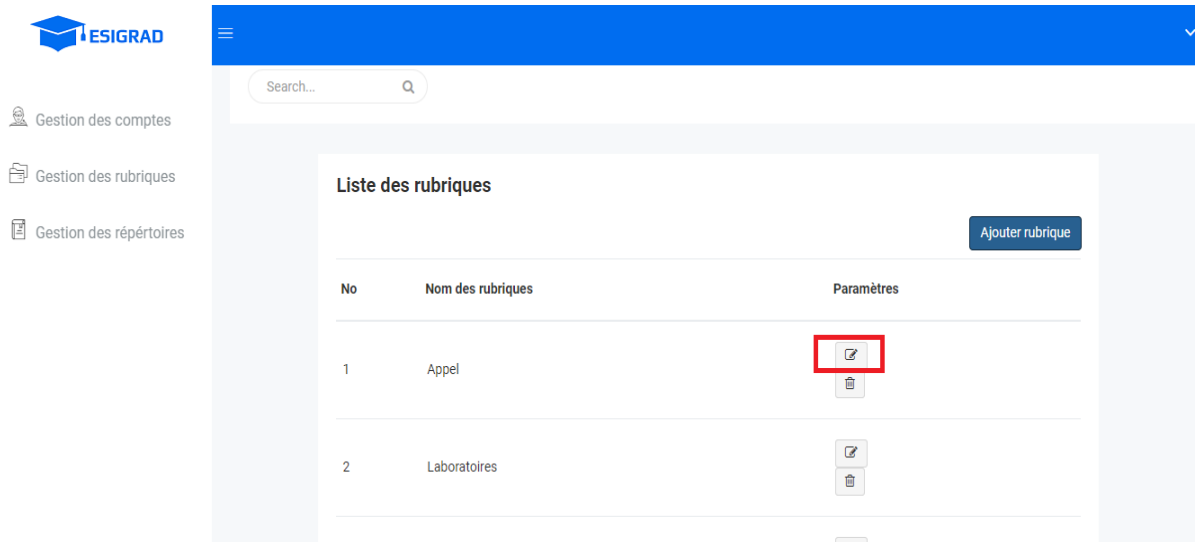 ESIGRAD
Search...
Gestion des comptes
Gestion des rubriques
Gestion des répértoires
Liste des rubriques
Ajouter rubrique
No Nom des rubriques Paramètres
1 Appel
2 Laboratoires